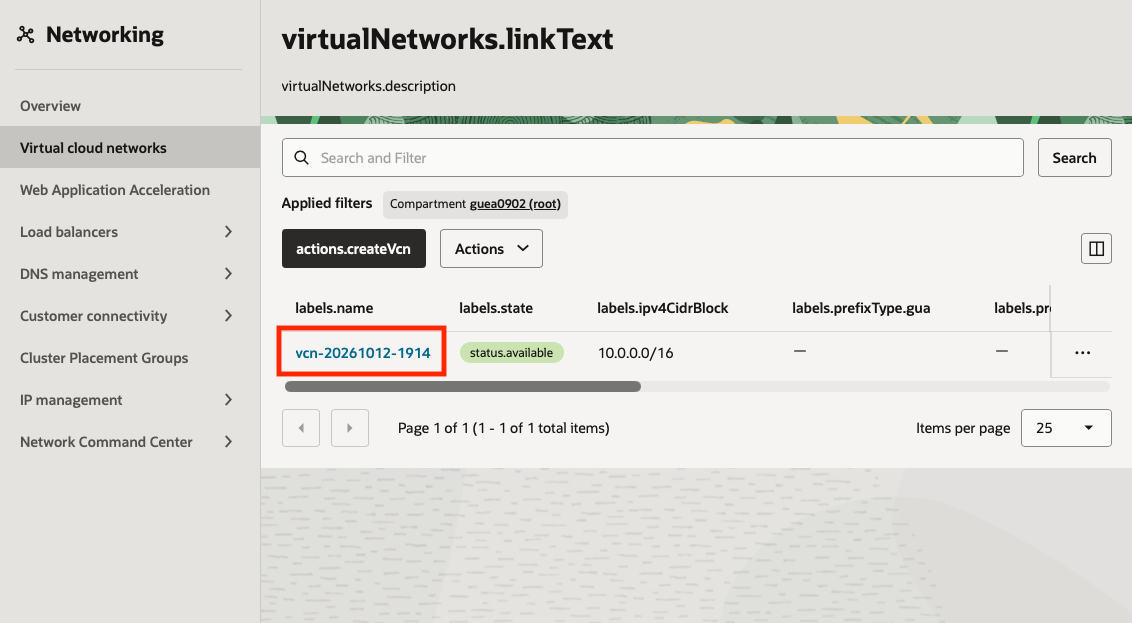 Networking
Overview
Virtual cloud networks
Web Application Acceleration
Load balancers
DNS management
Customer connectivity
Cluster Placement Groups
IP management
Network Command Center
virtualNetworks.linkText
virtualNetworks.description
Search and Filter
Search
Applied filters Compartment guea0902 (root)
actions.createVcn Actions
labels.name labels.state labels.ipv4CidrBlock labels.prefixType.gua labels.pr
vcn-20261012-1914 status.available 10.0.0.0/16 — —
Page 1 of 1 (1 - 1 of 1 total items) Items per page 25